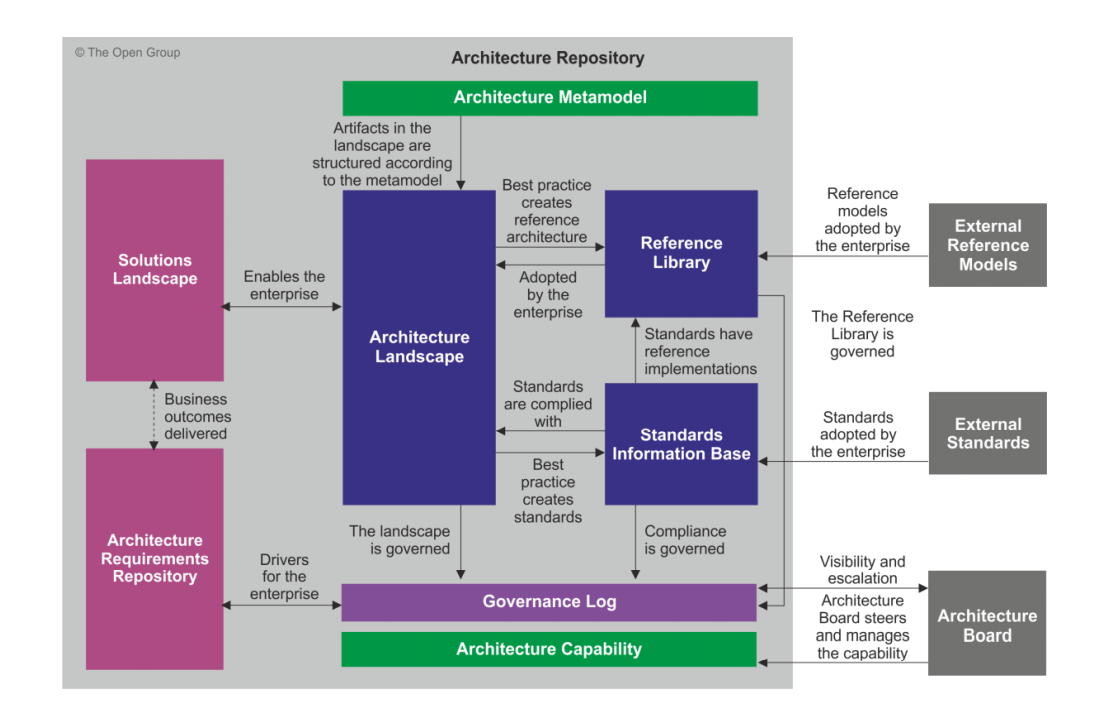 © The Open Group
Architecture Repository
Architecture Metamodel
Artifacts in the
landscape are
structured according
to the metamodel
Solutions
Landscape
Enables the
enterprise
Architecture
Landscape
Best practice
creates
reference
architecture
Adopted
by the
enterprise
Reference
Library
Reference
models
adopted by
the enterprise
External
Reference
Models
The Reference
Library is
governed
Standards have
reference
implementations
Business
outcomes
delivered
Standards
are complied
with
Best
practice
creates
standards
Standards
Information Base
Standards
adopted by
the enterprise
External
Standards
Architecture
Requirements
Repository
Drivers
for the
enterprise
The landscape
is governed
Compliance
is governed
Governance Log
Architecture Capability
Visibility and
escalation
Architecture
Board steers
and manages
the capability
Architecture
Board